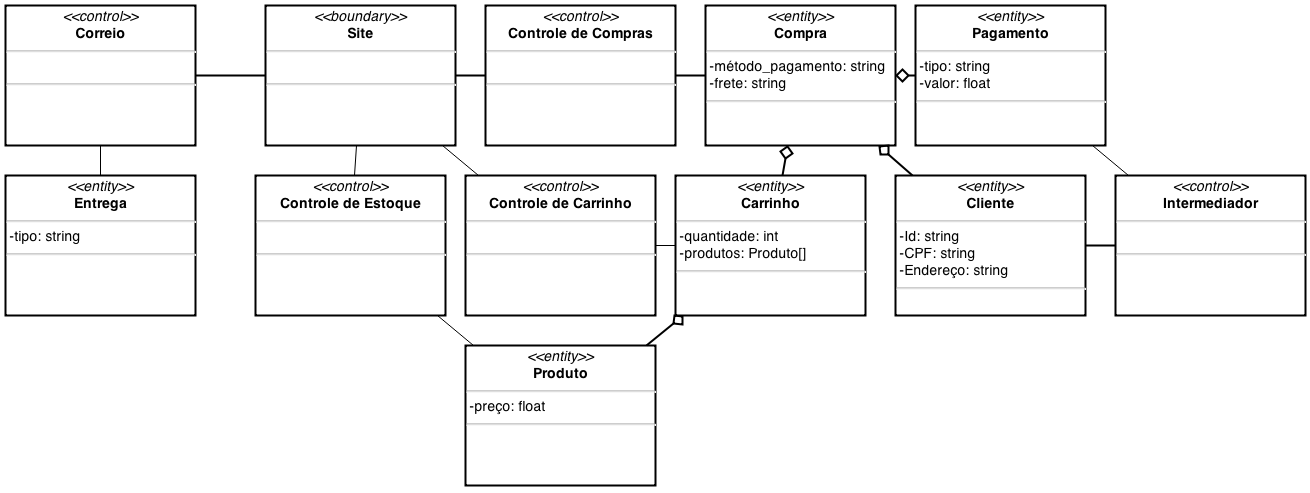 <<control>>
Correio
<<boundary>>
Site
<<control>>
Controle de Compras
<<entity>>
Compra
-método_pagamento: string
-frete: string
<<entity>>
Pagamento
-tipo: string
-valor: float
<<entity>>
Entrega
-tipo: string
<<control>>
Controle de Estoque
<<control>>
Controle de Carrinho
<<entity>>
Carrinho
-quantidade: int
-produtos: Produto[]
<<entity>>
Cliente
-Id: string
-CPF: string
-Endereço: string
<<control>>
Intermediador
<<entity>>
Produto
-preço: float